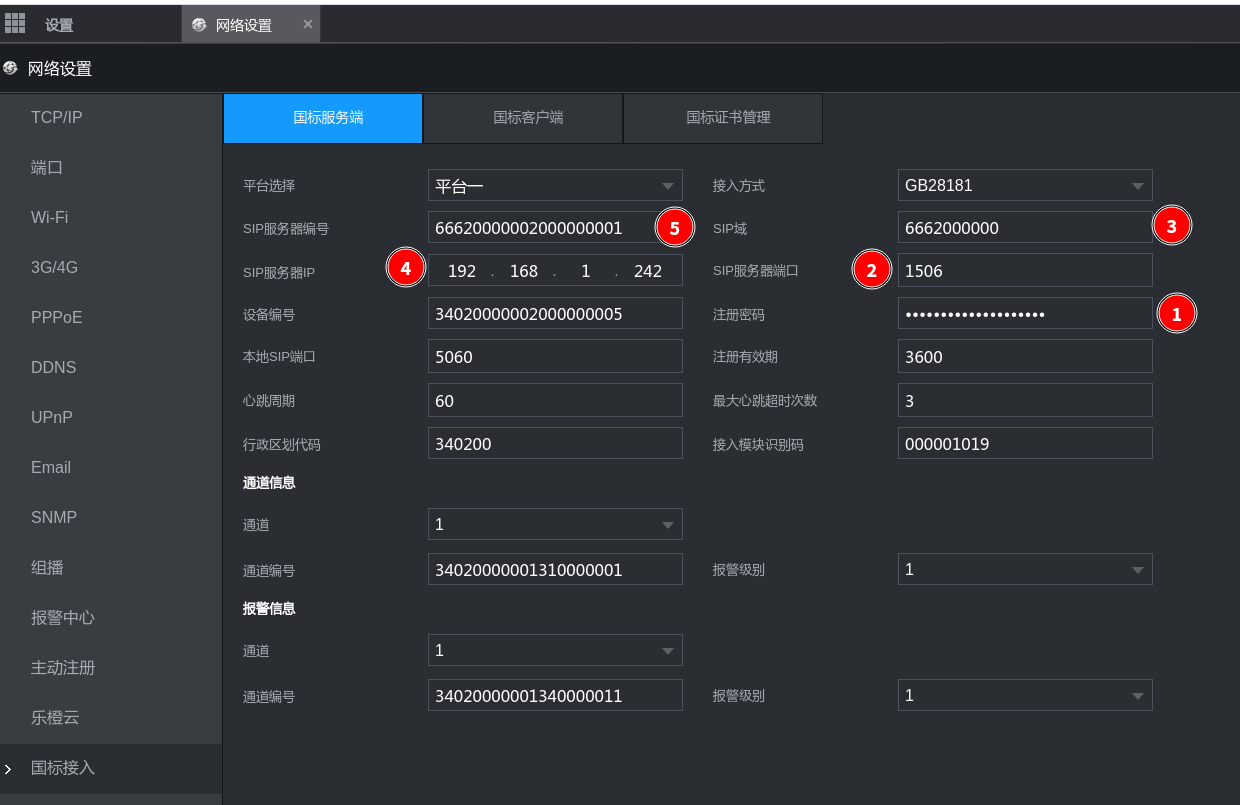 设置
网络设置
网络设置
TCP/IP
端口
Wi-Fi
3G/4G
PPPoE
DDNS
UPnP
Email
SNMP
组播
报警中心
主动注册
乐橙云
国标接入
国标服务端 国标客户端 国标证书管理
平台选择 平台一 接入方式 GB28181
SIP服务器编号 66620000002000000001 5 SIP域 6662000000 3
SIP服务器IP 4 192 . 168 . 1 . 242 SIP服务器端口 2 1506
设备编号 34020000002000000005 注册密码 •••••••••••••••••••• 1
本地SIP端口 5060 注册有效期 3600
心跳周期 60 最大心跳超时次数 3
行政区划代码 340200 接入模块识别码 000001019
通道信息
通道 1
通道编号 34020000001310000001 报警级别 1
报警信息
通道 1
通道编号 34020000001340000011 报警级别 1